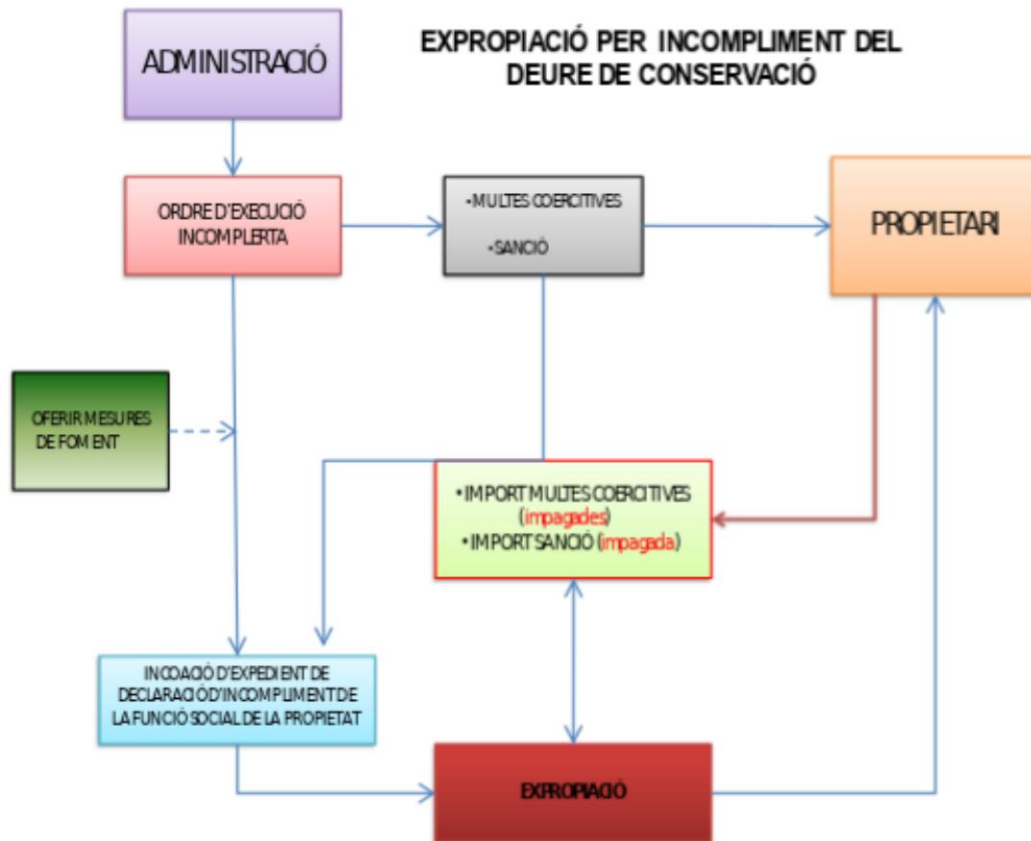 ADMINISTRACIÓ
EXPROPIACIÓ PER INCOMPLIMENT DEL
DEURE DE CONSERVACIÓ
ORDRE D'EXECUCIÓ
INCOMPLERTA
-MULTES COERCITIVES
-SANCIÓ
PROPIETARI
OFERIR MESURES
DE FOMENT
• IMPORT MULTES COERCITIVES
(impagades)
• IMPORT SANCIÓ (impagada)
INCOACIÓ D'EXPEDIENT DE
DECLARACIÓ D'INCOMPLIMENT DE
LA FUNCIÓ SOCIAL DE LA PROPIETAT
EXPROPIACIÓ